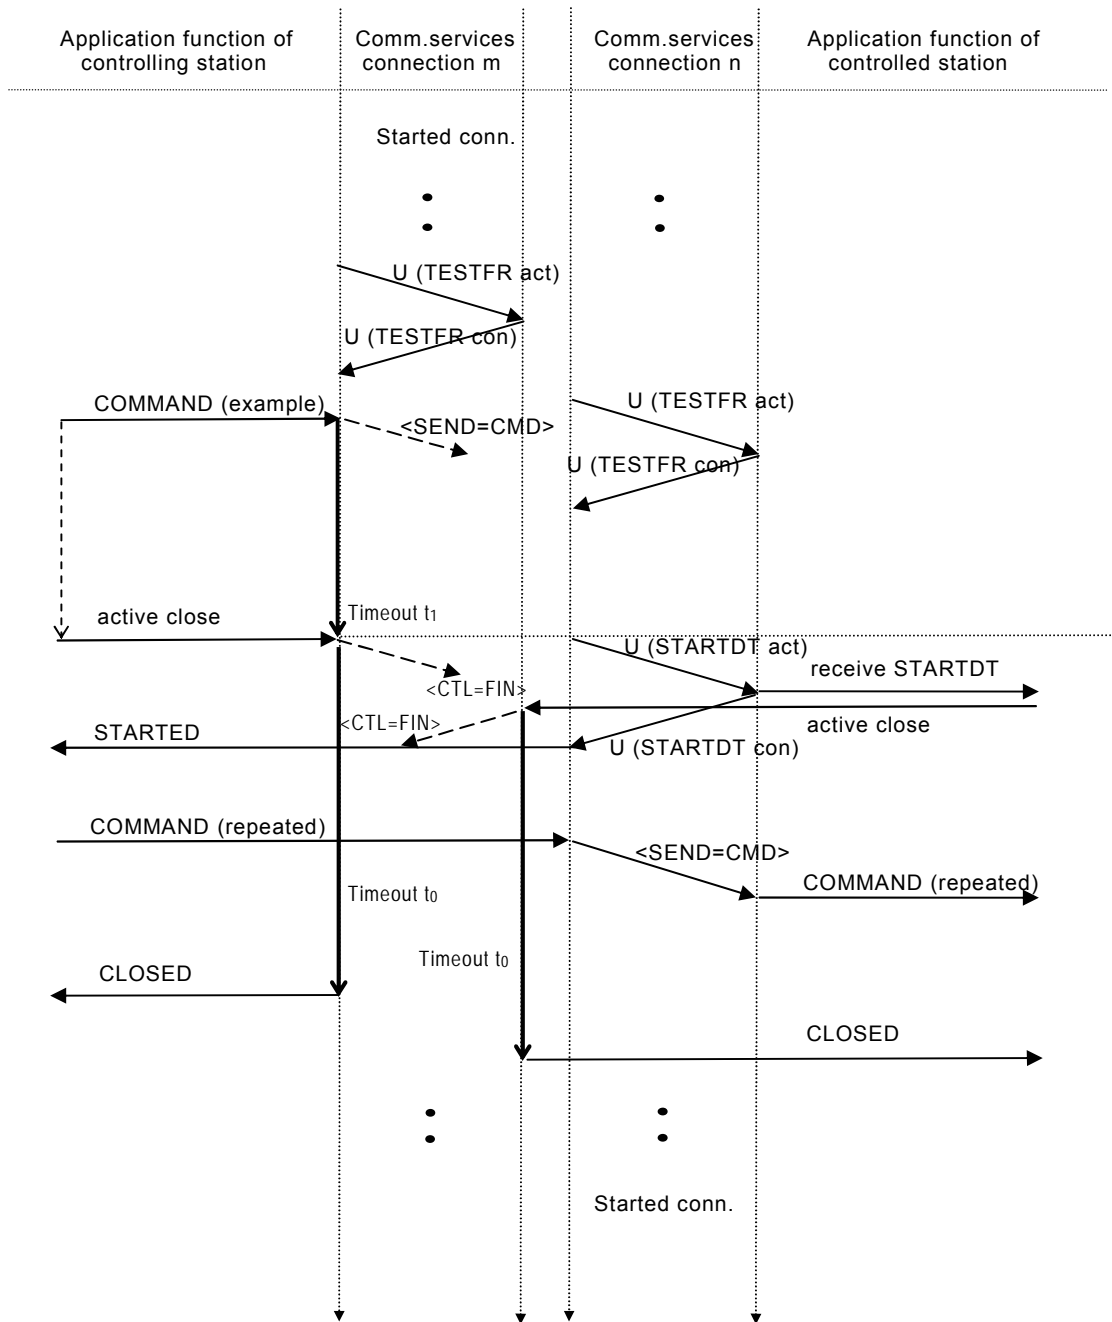 Application function of
controlling station
Comm.services
connection m
Comm.services
connection n
Application function of
controlled station
Started conn.
U (TESTFR act)
U (TESTFR con)
COMMAND (example)
<SEND=CMD>
U (TESTFR act)
U (TESTFR con)
active close
Timeout t1
U (STARTDT act)
receive STARTDT
<CTL=FIN>
<CTL=FIN>
active close
STARTED
U (STARTDT con)
COMMAND (repeated)
<SEND=CMD>
COMMAND (repeated)
Timeout t0
Timeout t0
CLOSED
CLOSED
Started conn.